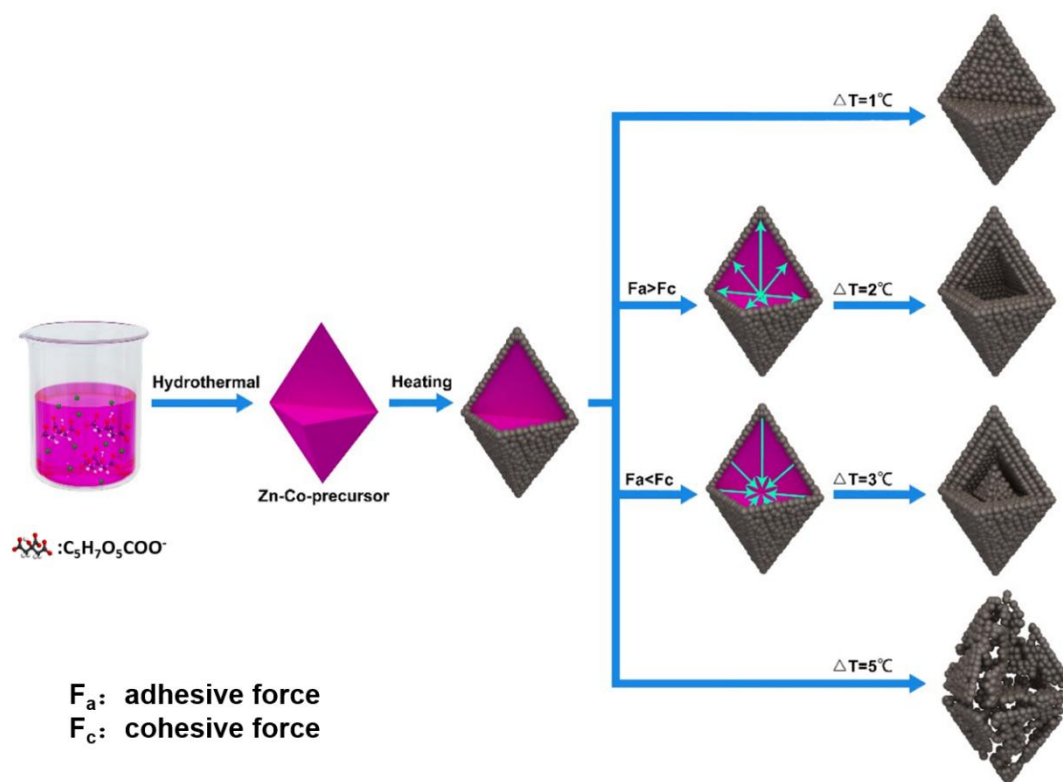 △T=1℃
Fa>Fc
△T=2℃
Hydrothermal
Heating
Zn-Co-precursor
Fa<Fc
△T=3℃
:C₅H₇O₅COO⁻
△T=5℃
Fₐ： adhesive force
F꜀： cohesive force